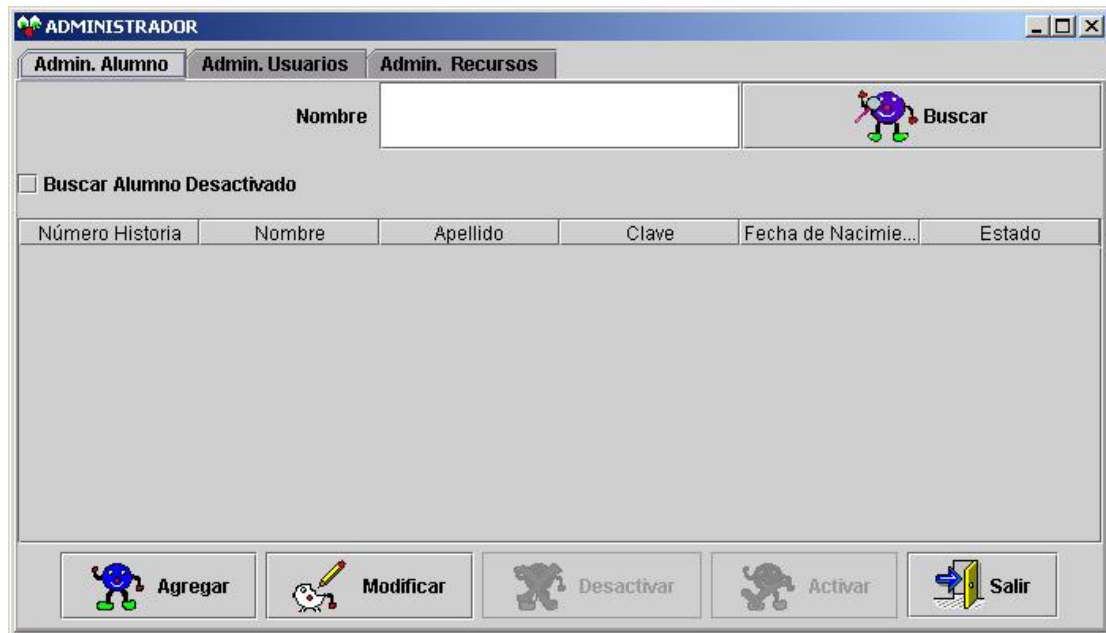 ADMINISTRADOR
Admin. Alumno Admin. Usuarios Admin. Recursos
Nombre Buscar
Buscar Alumno Desactivado
Número Historia Nombre Apellido Clave Fecha de Nacimie... Estado
Agregar Modificar Desactivar Activar Salir